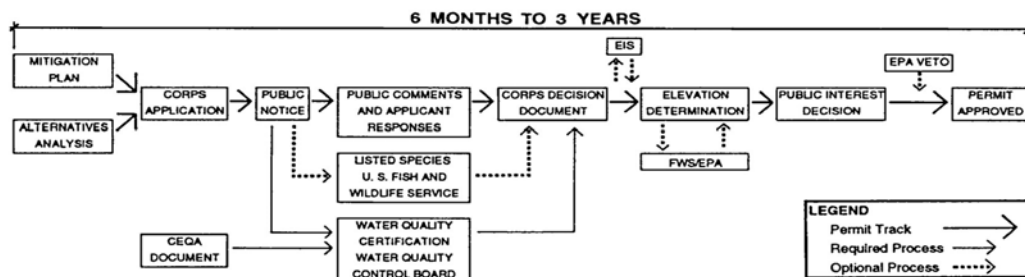 6 MONTHS TO 3 YEARS
MITIGATION
PLAN
ALTERNATIVES
ANALYSIS
CORPS
APPLICATION
PUBLIC
NOTICE
PUBLIC COMMENTS
AND APPLICANT
RESPONSES
CORPS DECISION
DOCUMENT
EIS
ELEVATION
DETERMINATION
FWS/EPA
PUBLIC INTEREST
DECISION
EPA VETO
PERMIT
APPROVED
LISTED SPECIES
U. S. FISH AND
WILDLIFE SERVICE
CEQA
DOCUMENT
WATER QUALITY
CERTIFICATION
WATER QUALITY
CONTROL BOARD
LEGEND
Permit Track
Required Process
Optional Process